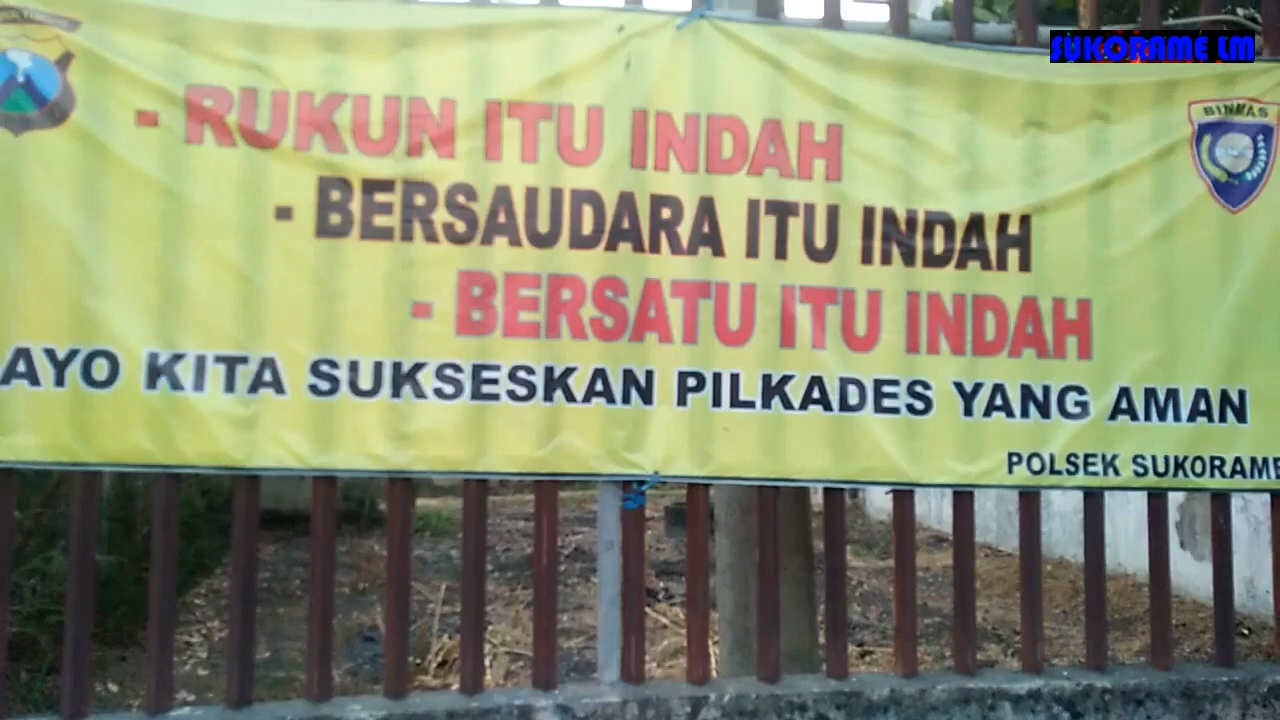 SUKORAME LM
BINMAS
- RUKUN ITU INDAH
- BERSAUDARA ITU INDAH
- BERSATU ITU INDAH
AYO KITA SUKSESKAN PILKADES YANG AMAN
POLSEK SUKORAME